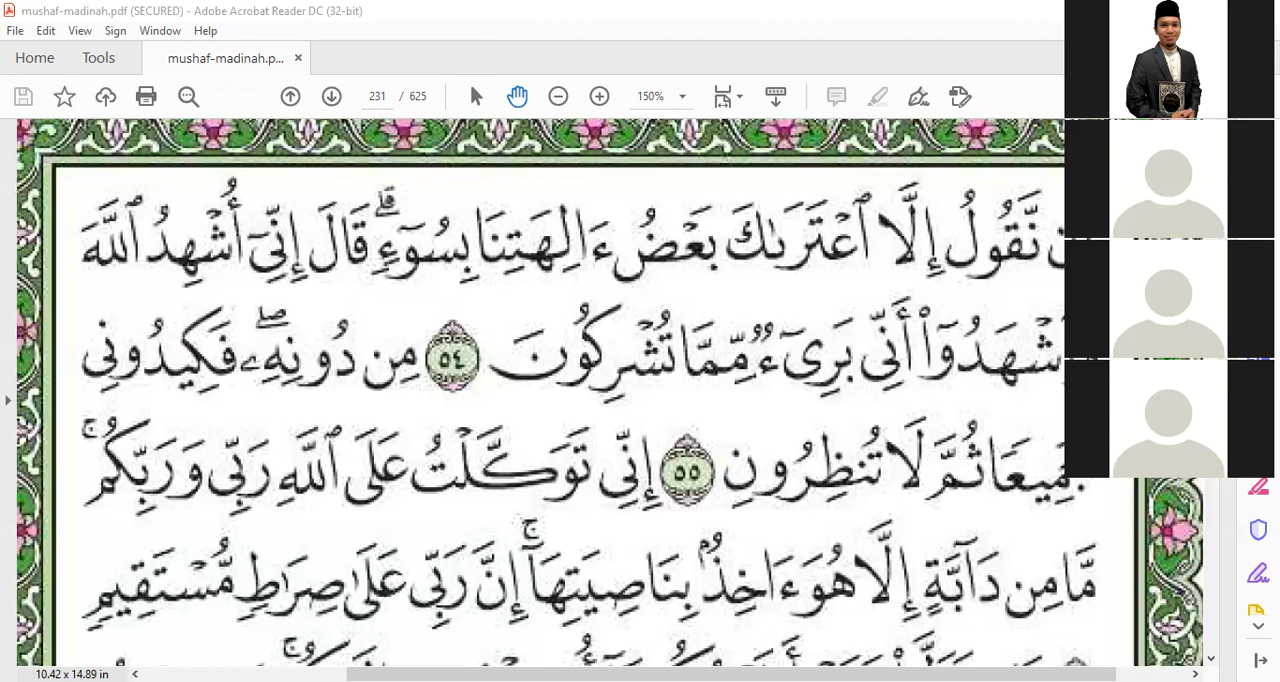 mushaf-madinah.pdf (SECURED) - Adobe Acrobat Reader DC (32-bit)
File Edit View Sign Window Help
Home Tools mushaf-madinah.p... ×
231 / 625 150%
نَّقُولُ إِلَّا ٱعْتَرَىٰكَ بَعْضُ ءَالِهَتِنَا بِسُوٓءٍ ۗ قَالَ إِنِّىٓ أُشْهِدُ ٱللَّهَ
شْهَدُوٓا۟ أَنِّى بَرِىٓءٌ مِّمَّا تُشْرِكُونَ ٥٤ مِن دُونِهِۦ ۖ فَكِيدُونِى
مِيعًا ثُمَّ لَا تُنظِرُونِ ٥٥ إِنِّى تَوَكَّلْتُ عَلَى ٱللَّهِ رَبِّى وَرَبِّكُم ۚ
مَّا مِن دَآبَّةٍ إِلَّا هُوَ ءَاخِذٌۢ بِنَاصِيَتِهَآ ۚ إِنَّ رَبِّى عَلَىٰ صِرَٰطٍ مُّسْتَقِيمٍ
10.42 x 14.89 in